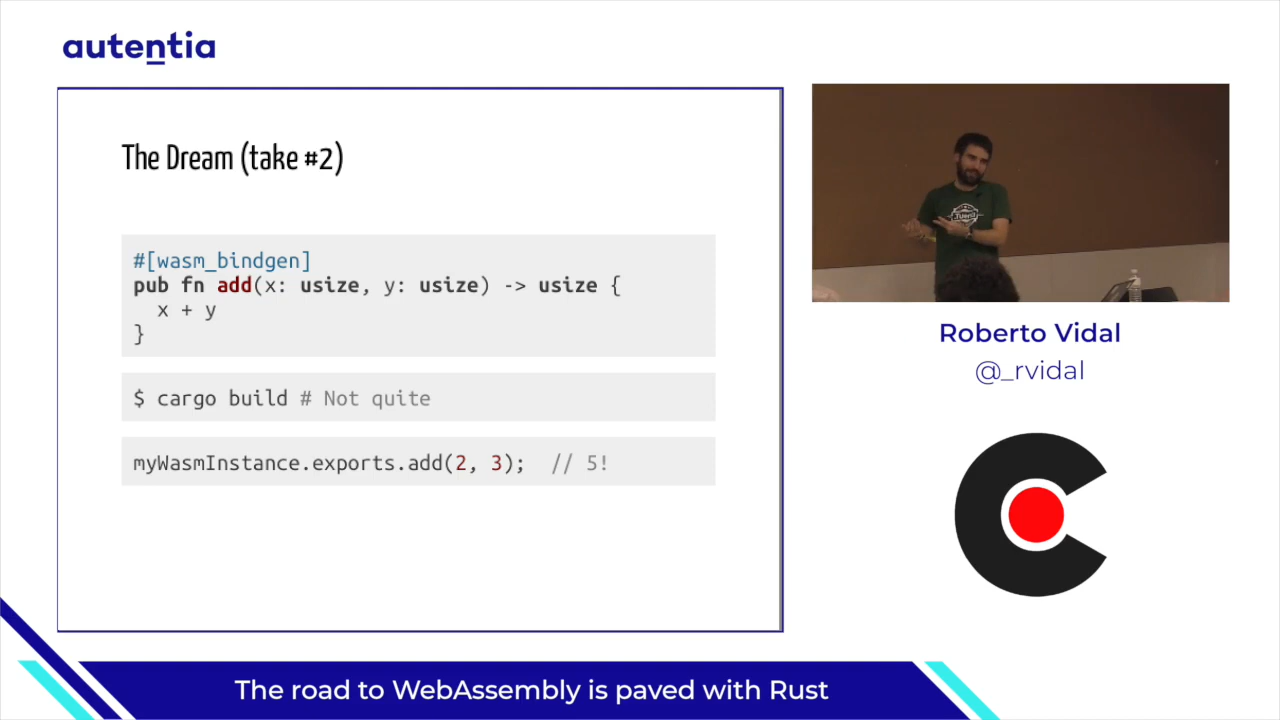 autentia
The Dream (take #2)
#[wasm_bindgen]
pub fn add(x: usize, y: usize) -> usize {
  x + y
}
$ cargo build # Not quite
myWasmInstance.exports.add(2, 3);  // 5!
Roberto Vidal
@_rvidal
The road to WebAssembly is paved with Rust